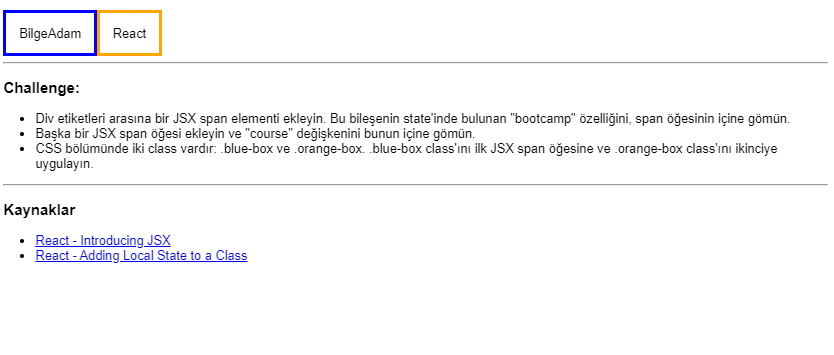 BilgeAdam React
Challenge:
Div etiketleri arasına bir JSX span elementi ekleyin. Bu bileşenin state'inde bulunan "bootcamp" özelliğini, span öğesinin içine gömün.
Başka bir JSX span öğesi ekleyin ve "course" değişkenini bunun içine gömün.
CSS bölümünde iki class vardır: .blue-box ve .orange-box. .blue-box class'ını ilk JSX span öğesine ve .orange-box class'ını ikinciye
uygulayın.
Kaynaklar
React - Introducing JSX
React - Adding Local State to a Class